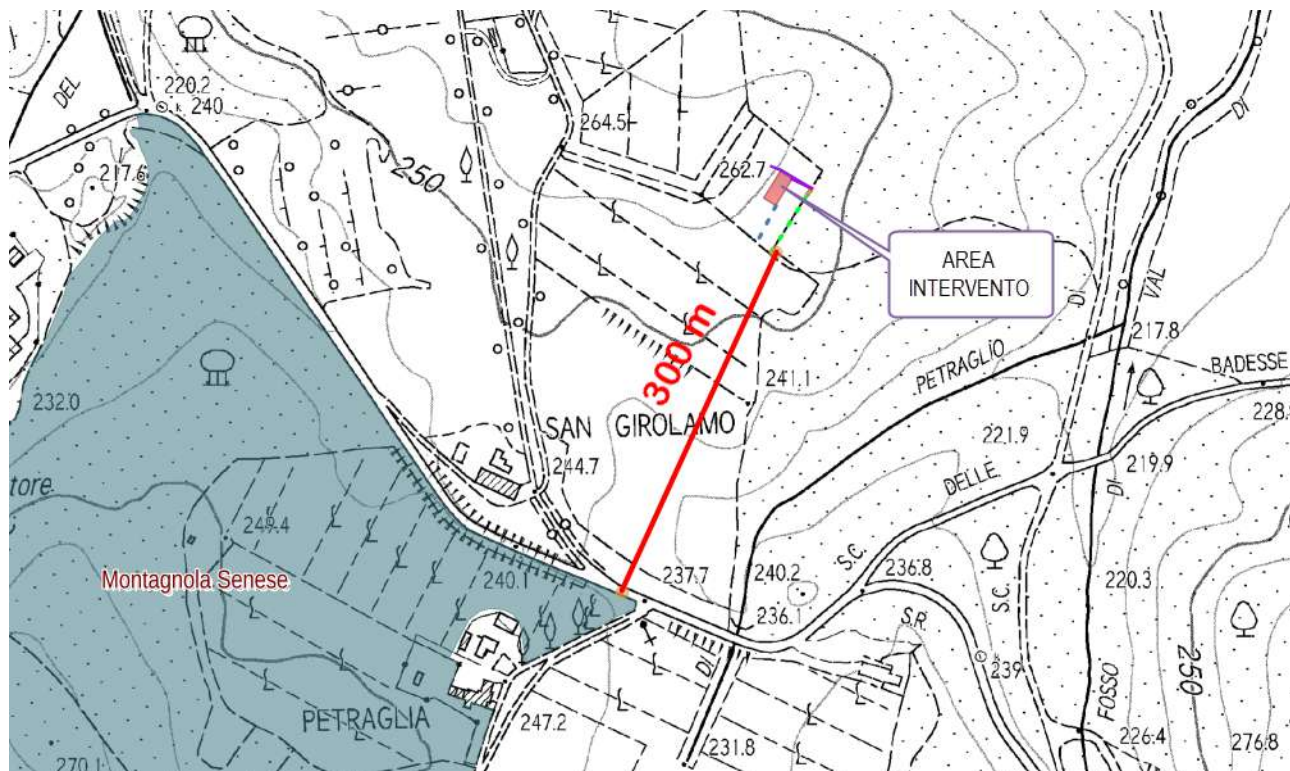 DEL
220.2
240
217.6
250
264.5
262.7
AREA
INTERVENTO
DI
DI
VAL
217.8
BADESSE
228.
PETRAGLIO
300 m
241.1
232.0
SAN GIROLAMO
244.7
221.9
219.9
DELLE
DI
tore
249.4
Montagnola Senese
240.1
237.7
240.2
236.1
S.C.
236.8
S.C.
220.3
S.R
239
250
DI
PETRAGLIA
247.2
231.8
FOSSO
226.4
276.8
270.1